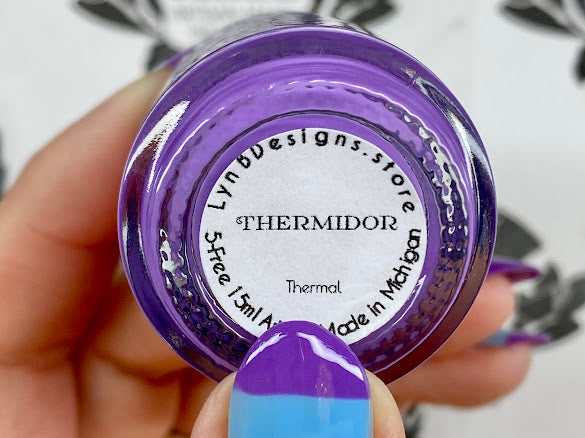 LynBDesigns.store
THERMIDOR
Thermal
5-Free 15ml Made in Michigan